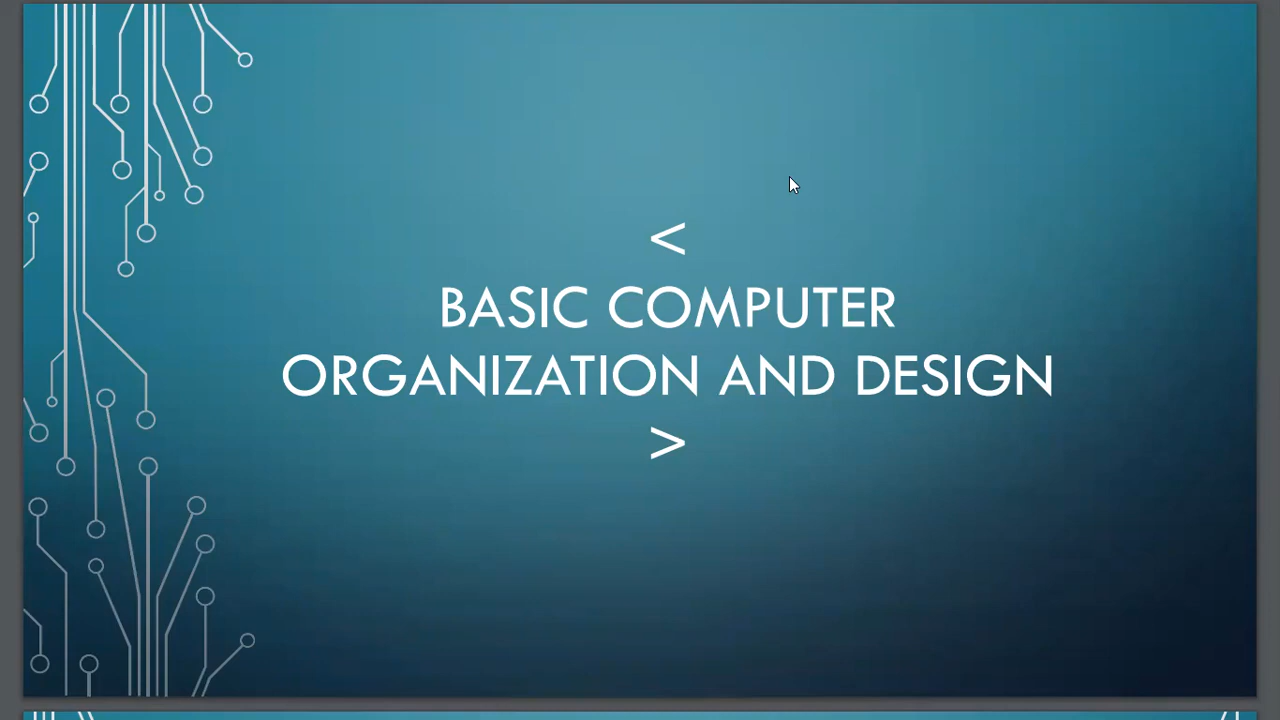 <
BASIC COMPUTER
ORGANIZATION AND DESIGN
>